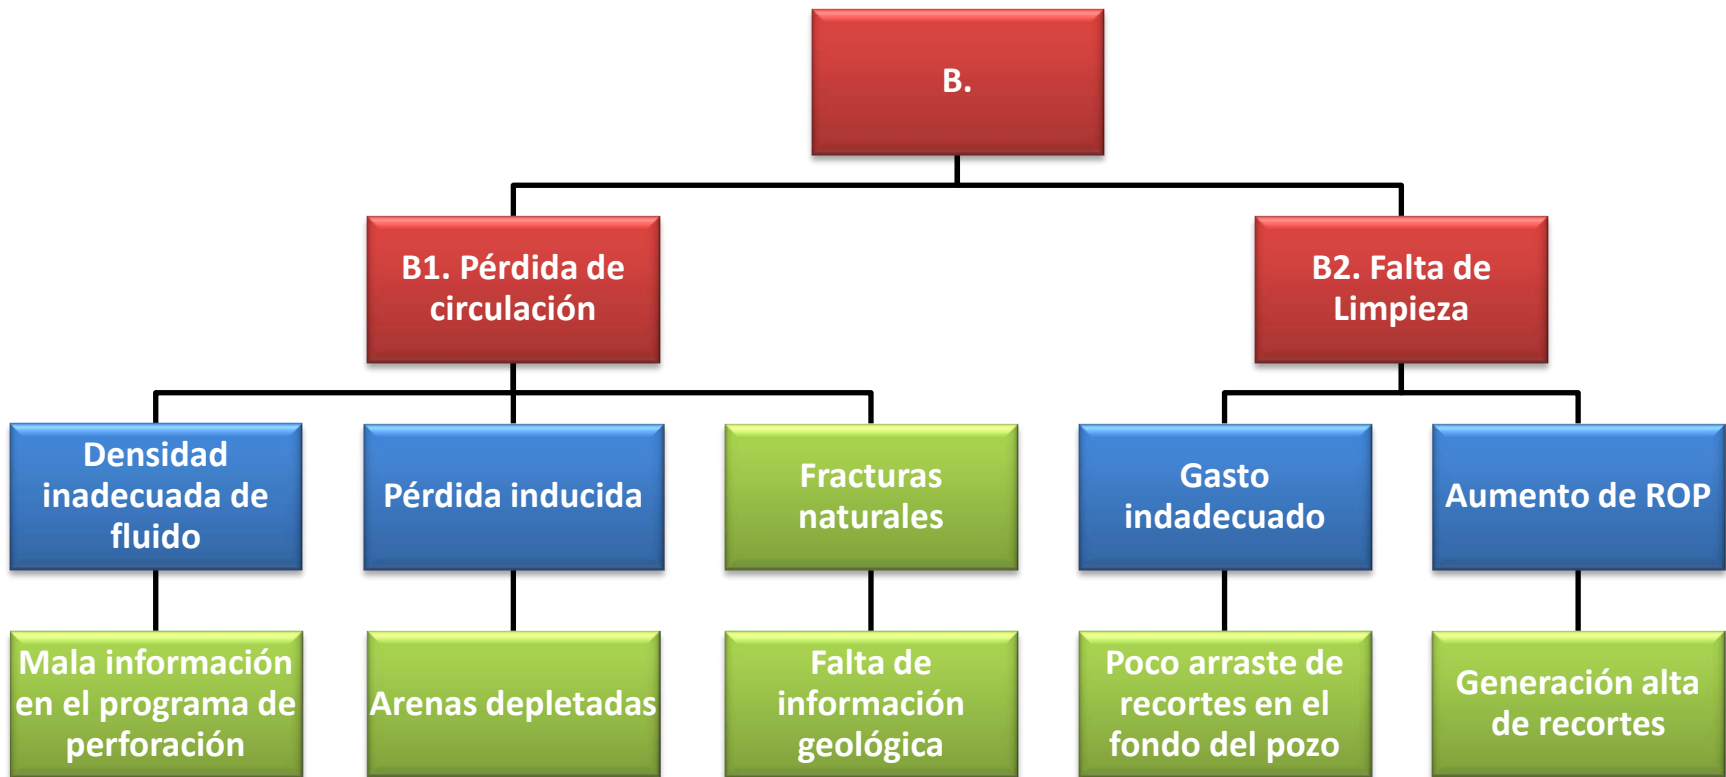 B.
B1. Pérdida de
circulación
B2. Falta de
Limpieza
Densidad
inadecuada de
fluido
Pérdida inducida
Fracturas
naturales
Gasto
indadecuado
Aumento de ROP
Mala información
en el programa de
perforación
Arenas depletadas
Falta de
información
geológica
Poco arraste de
recortes en el
fondo del pozo
Generación alta
de recortes